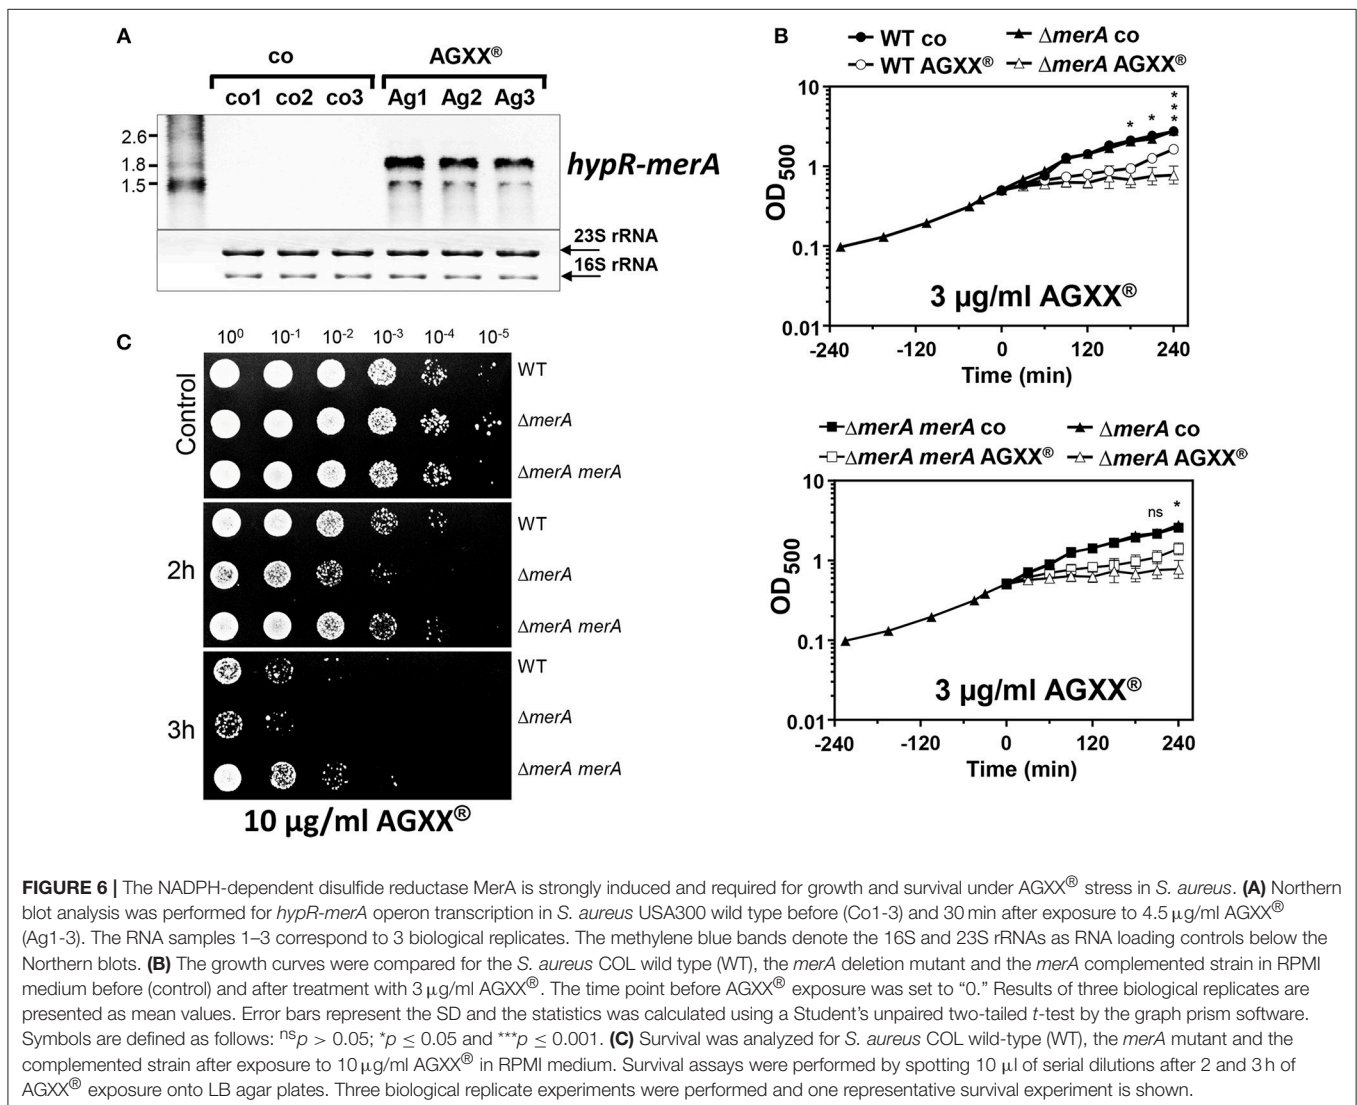 A
co
AGXX®
co1 co2 co3 Ag1 Ag2 Ag3
2.6
1.8
1.5
hypR-merA
23S rRNA
16S rRNA
B
WT co
ΔmerA co
WT AGXX®
ΔmerA AGXX®
10
1
0.1
0.01
OD500
* * ***
3 µg/ml AGXX®
-240 -120 0 120 240
Time (min)
ΔmerA merA co
ΔmerA co
ΔmerA merA AGXX®
ΔmerA AGXX®
10
1
0.1
0.01
OD500
ns *
3 µg/ml AGXX®
-240 -120 0 120 240
Time (min)
C
10⁰ 10⁻¹ 10⁻² 10⁻³ 10⁻⁴ 10⁻⁵
Control
WT
ΔmerA
ΔmerA merA
2h
WT
ΔmerA
ΔmerA merA
3h
WT
ΔmerA
ΔmerA merA
10 µg/ml AGXX®
FIGURE 6 | The NADPH-dependent disulfide reductase MerA is strongly induced and required for growth and survival under AGXX® stress in S. aureus. (A) Northern
blot analysis was performed for hypR-merA operon transcription in S. aureus USA300 wild type before (Co1-3) and 30 min after exposure to 4.5 µg/ml AGXX®
(Ag1-3). The RNA samples 1–3 correspond to 3 biological replicates. The methylene blue bands denote the 16S and 23S rRNAs as RNA loading controls below the
Northern blots. (B) The growth curves were compared for the S. aureus COL wild type (WT), the merA deletion mutant and the merA complemented strain in RPMI
medium before (control) and after treatment with 3 µg/ml AGXX®. The time point before AGXX® exposure was set to “0.” Results of three biological replicates are
presented as mean values. Error bars represent the SD and the statistics was calculated using a Student’s unpaired two-tailed t-test by the graph prism software.
Symbols are defined as follows: ⁿˢp > 0.05; *p ≤ 0.05 and ***p ≤ 0.001. (C) Survival was analyzed for S. aureus COL wild-type (WT), the merA mutant and the
complemented strain after exposure to 10 µg/ml AGXX® in RPMI medium. Survival assays were performed by spotting 10 µl of serial dilutions after 2 and 3 h of
AGXX® exposure onto LB agar plates. Three biological replicate experiments were performed and one representative survival experiment is shown.